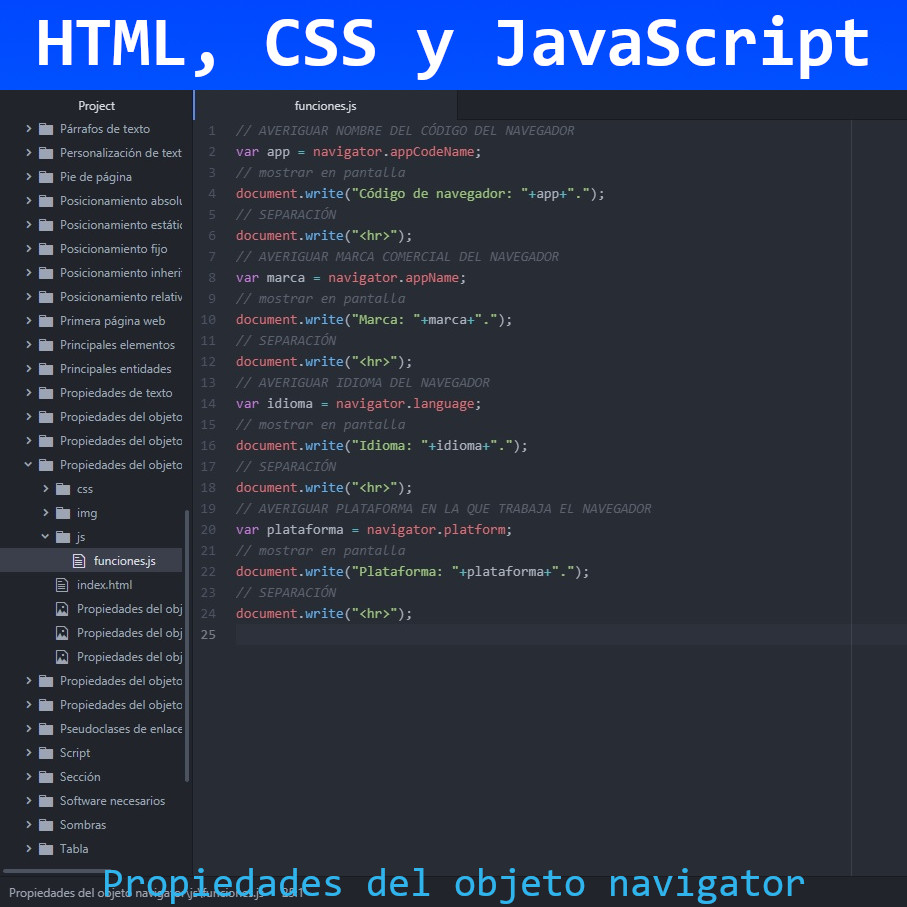 HTML, CSS y JavaScript
Project
Párrafos de texto
Personalización de text
Pie de página
Posicionamiento absolu
Posicionamiento estátic
Posicionamiento fijo
Posicionamiento inheri
Posicionamiento relativ
Primera página web
Principales elementos
Principales entidades
Propiedades de texto
Propiedades del objeto
Propiedades del objeto
Propiedades del objeto
css
img
js
funciones.js
index.html
Propiedades del obj
Propiedades del obj
Propiedades del obj
Propiedades del objeto
Propiedades del objeto
Pseudoclases de enlace
Script
Sección
Software necesarios
Sombras
Tabla
funciones.js
1 // AVERIGUAR NOMBRE DEL CÓDIGO DEL NAVEGADOR
2 var app = navigator.appCodeName;
3 // mostrar en pantalla
4 document.write("Código de navegador: "+app+".");
5 // SEPARACIÓN
6 document.write("<hr>");
7 // AVERIGUAR MARCA COMERCIAL DEL NAVEGADOR
8 var marca = navigator.appName;
9 // mostrar en pantalla
10 document.write("Marca: "+marca+".");
11 // SEPARACIÓN
12 document.write("<hr>");
13 // AVERIGUAR IDIOMA DEL NAVEGADOR
14 var idioma = navigator.language;
15 // mostrar en pantalla
16 document.write("Idioma: "+idioma+".");
17 // SEPARACIÓN
18 document.write("<hr>");
19 // AVERIGUAR PLATAFORMA EN LA QUE TRABAJA EL NAVEGADOR
20 var plataforma = navigator.platform;
21 // mostrar en pantalla
22 document.write("Plataforma: "+plataforma+".");
23 // SEPARACIÓN
24 document.write("<hr>");
25
Propiedades del objeto navigator\js\funciones.js 25:1
Propiedades del objeto navigator